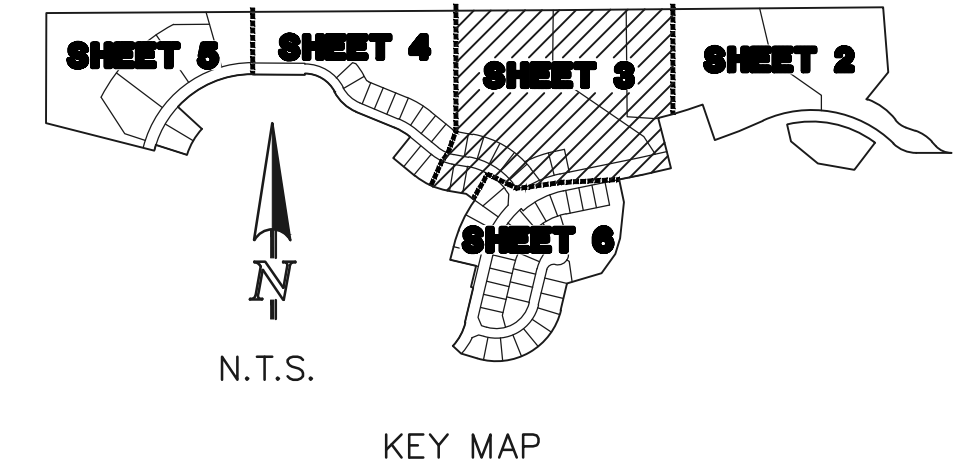 SHEET 5
SHEET 4
SHEET 3
SHEET 2
SHEET 6
N
N.T.S.
KEY MAP